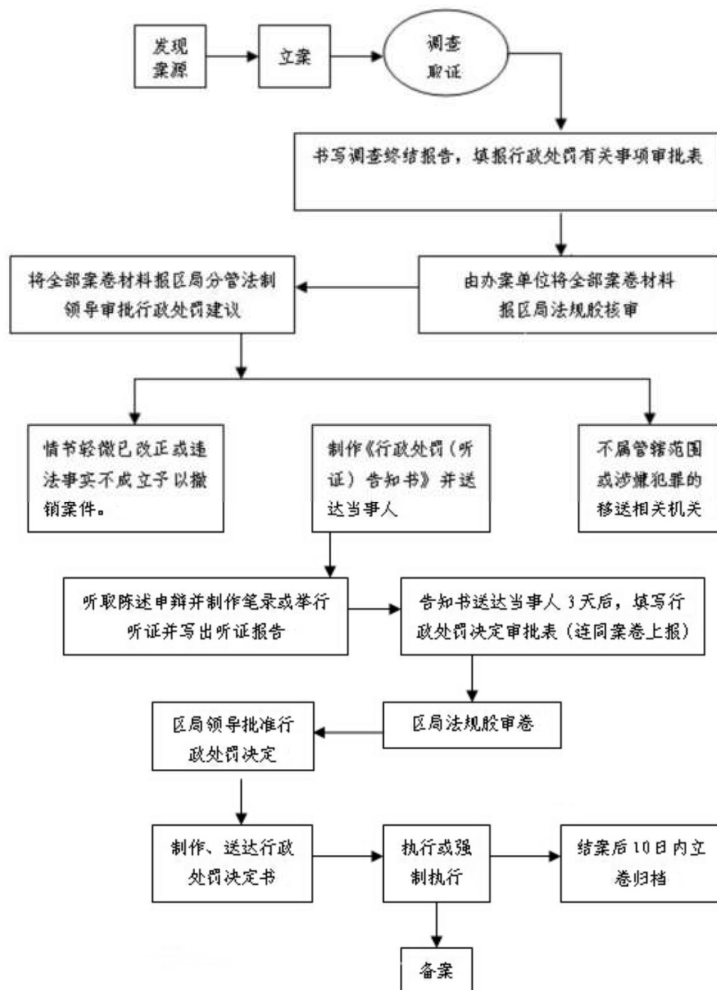 发现
案源
立案
调查
取证
书写调查终结报告，填报行政处罚有关事项审批表
将全部案卷材料报区局分管法制
领导审批行政处罚建议
由办案单位将全部案卷材料
报区局法规股核审
情节轻微已改正或违
法事实不成立予以撤
销案件。
制作《行政处罚（听
证）告知书》并送
达当事人
不属管辖范围
或涉嫌犯罪的
移送相关机关
听取陈述申辩并制作笔录或举行
听证并写出听证报告
告知书送达当事人3天后，填写行
政处罚决定审批表（连同案卷上报）
区局领导批准行
政处罚决定
区局法规股审卷
制作、送达行政
处罚决定书
执行或强
制执行
结案后10日内立
卷归档
备案